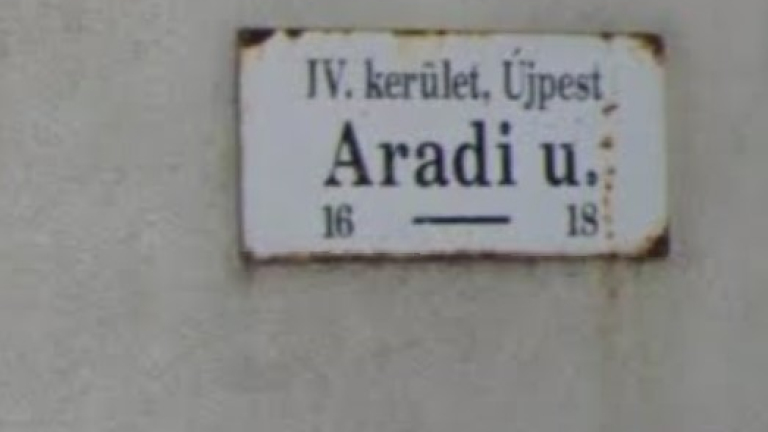 IV. kerület, Újpest
Aradi u.
16 — 18